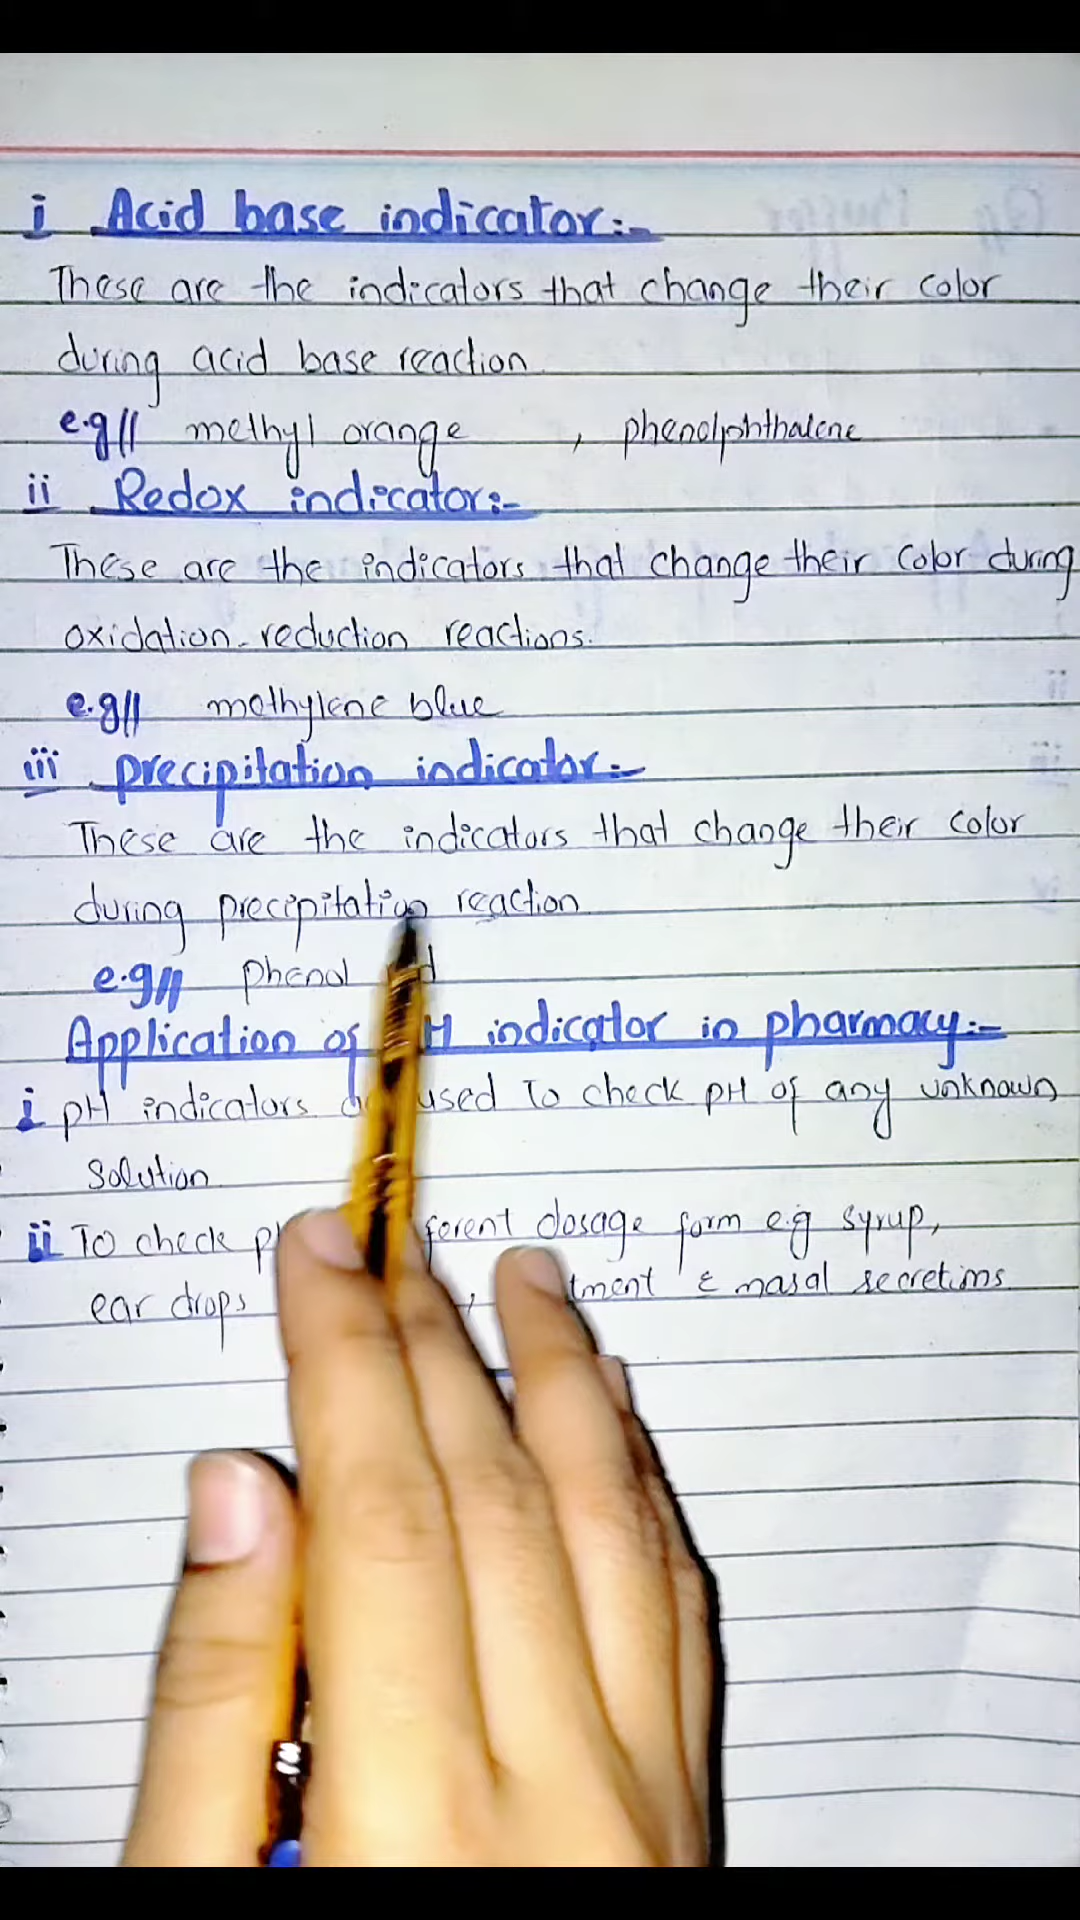 i Acid base indicator:-
These are the indicators that change their color
during acid base reaction
e.g// methyl orange , phenolphthalene
ii Redox indicator:-
These are the indicators that change their color during
oxidation-reduction reactions.
e.g// methylene blue
iii precipitation indicator:-
These are the indicators that change their color
during precipitation reaction
e.g// phenol
Application of H indicator in pharmacy:-
i pH indicators used to check pH of any unknown
solution
ii To check dosage form e.g syrup,
ear drops , tment & nasal secretions